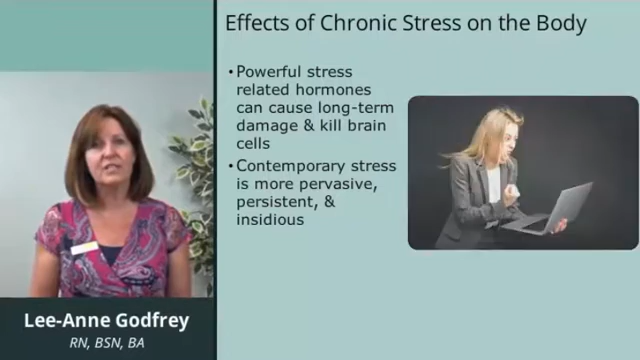 Effects of Chronic Stress on the Body
• Powerful stress
related hormones
can cause long-term
damage & kill brain
cells
• Contemporary stress
is more pervasive,
persistent, &
insidious
Lee-Anne Godfrey
RN, BSN, BA